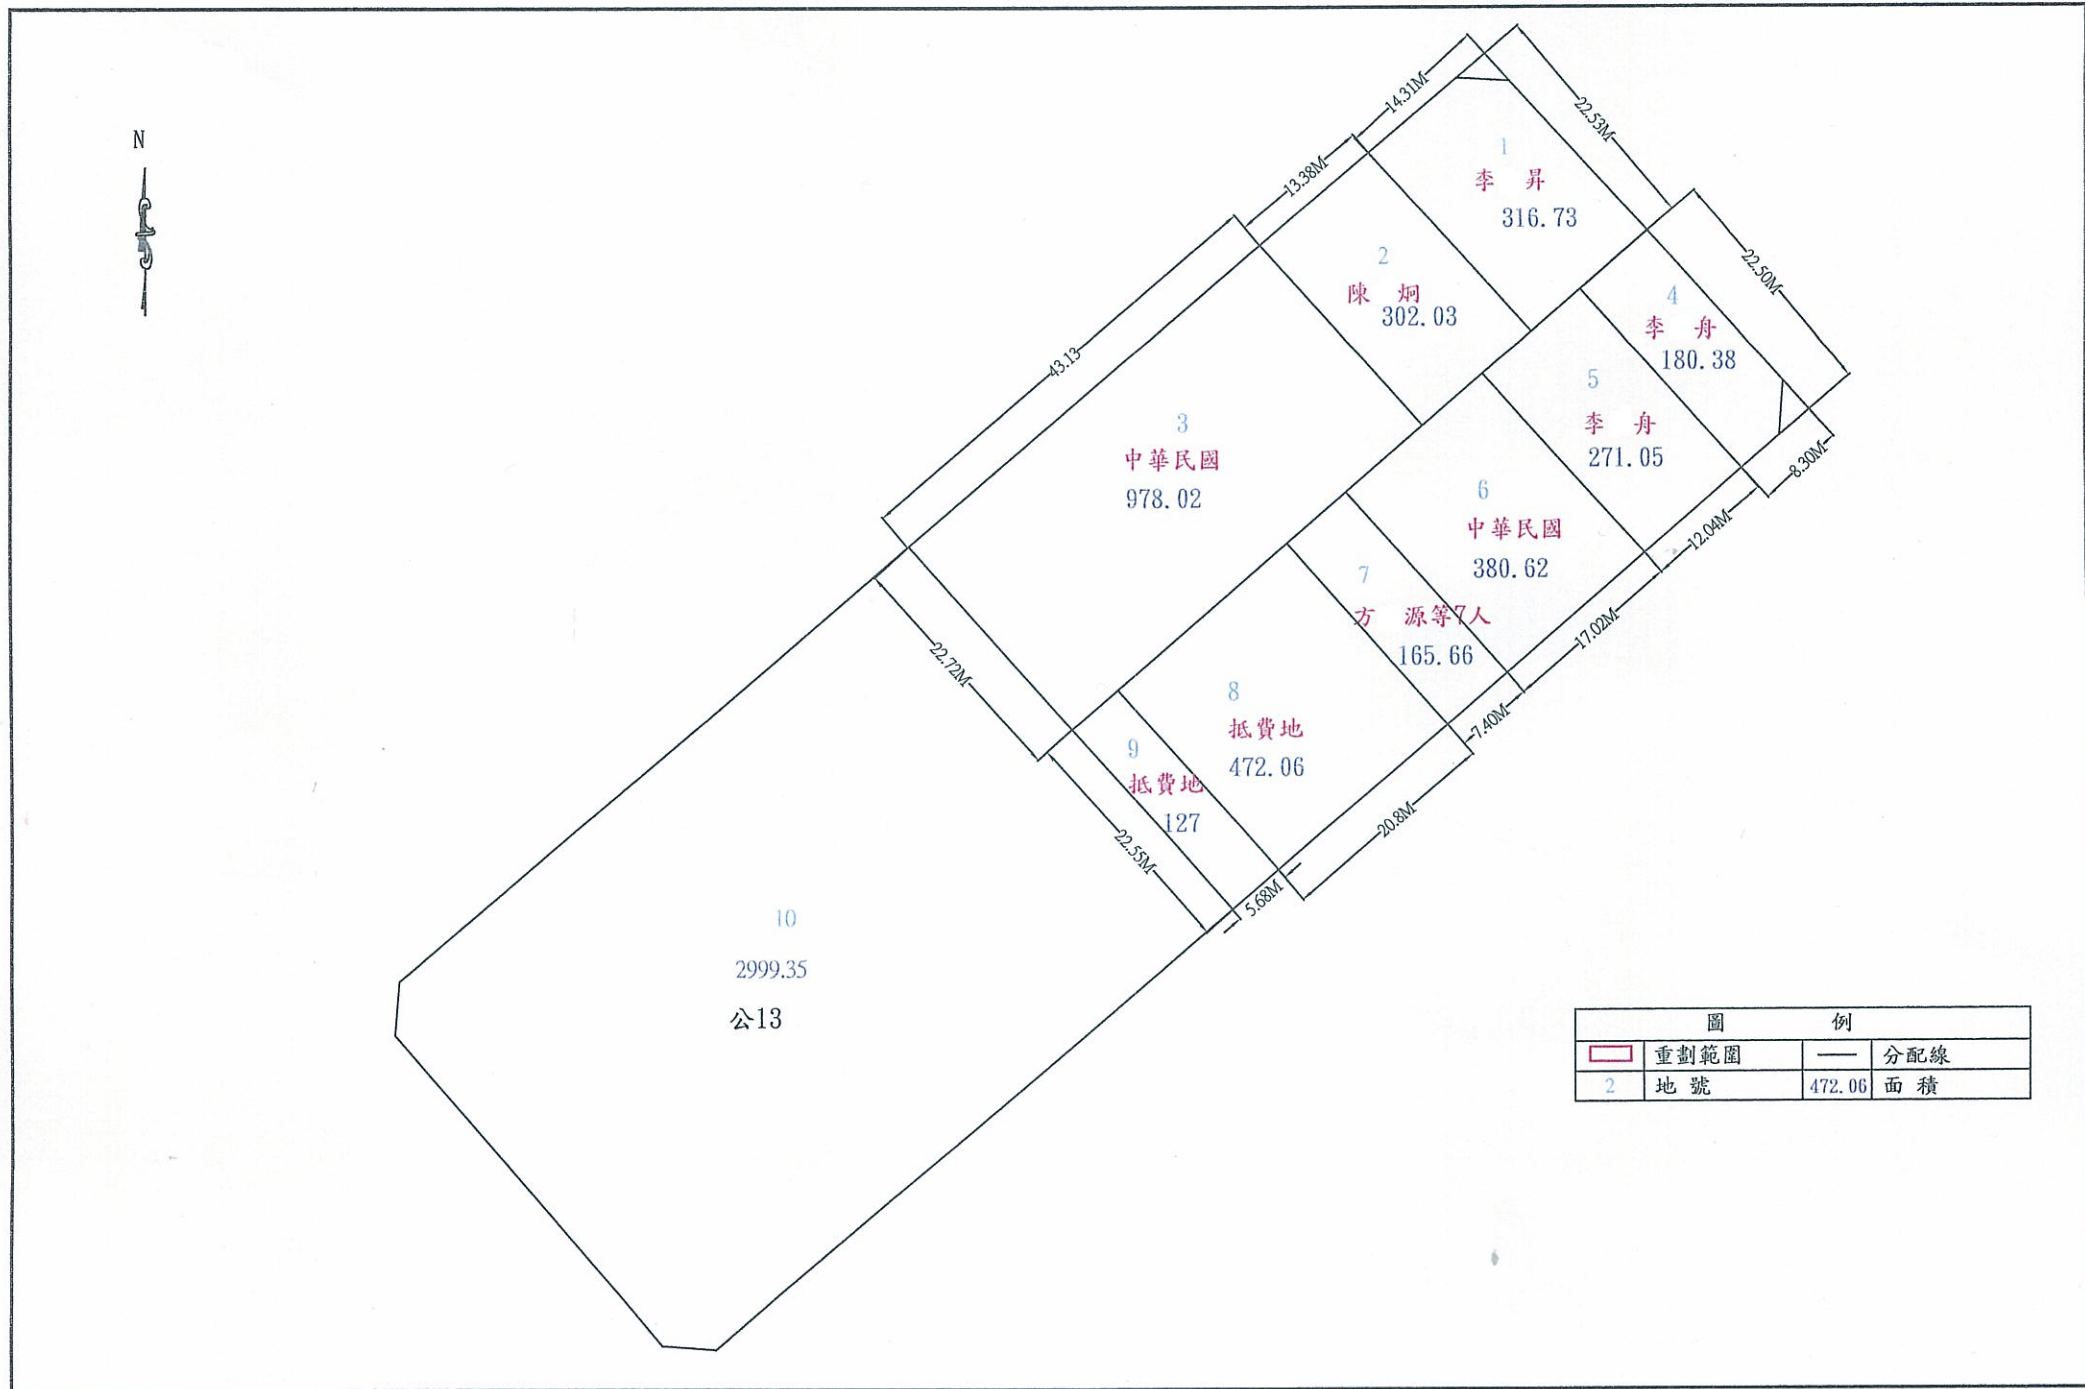 N
14.31M
22.53M
13.38M
1
李 昇
316.73
22.50M
2
陳 炯
302.03
4
李 舟
180.38
43.13
5
李 舟
271.05
3
中華民國
978.02
8.30M
6
中華民國
380.62
12.04M
7
方 源等7人
165.66
17.02M
22.72M
8
抵費地
472.06
7.40M
9
抵費地
127
20.8M
22.55M
5.68M
10
2999.35
公13
圖 例
重劃範圍 分配線
2 地號 472.06 面積